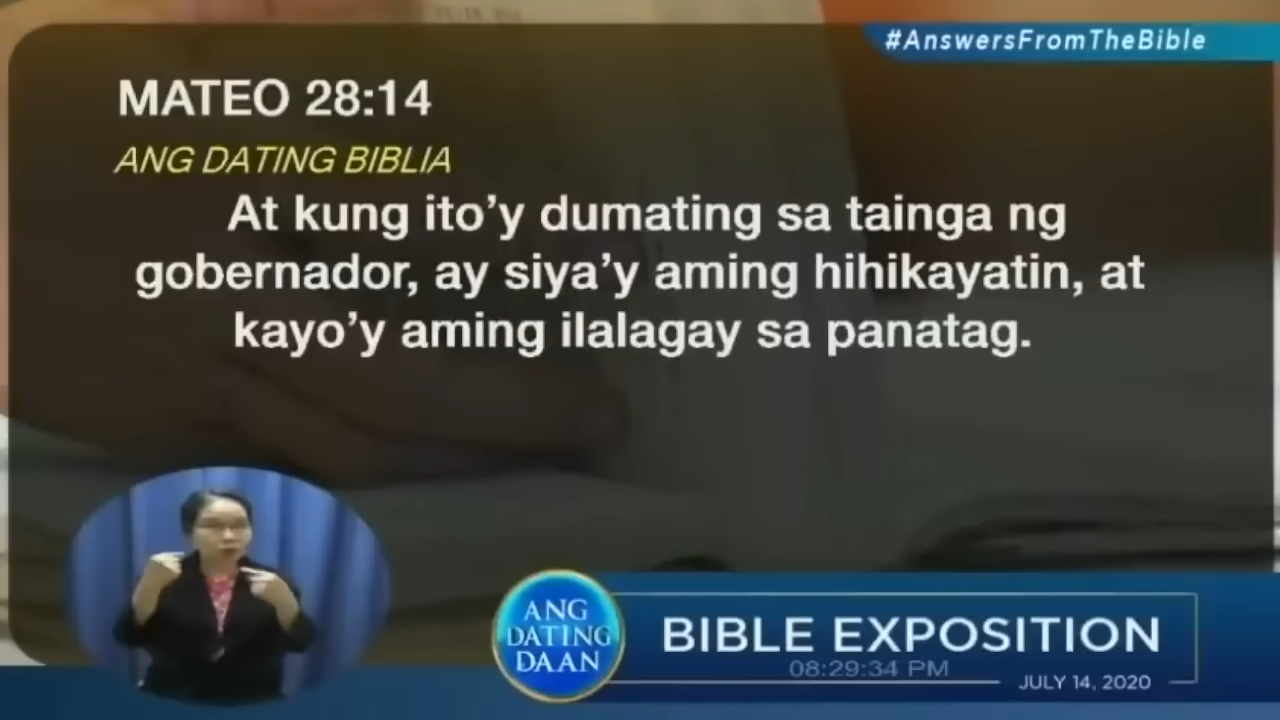 #AnswersFromTheBible
MATEO 28:14
ANG DATING BIBLIA
At kung ito’y dumating sa tainga ng
gobernador, ay siya’y aming hihikayatin, at
kayo’y aming ilalagay sa panatag.
ANG
DATING
DAAN
BIBLE EXPOSITION
08:29:34 PM
JULY 14, 2020